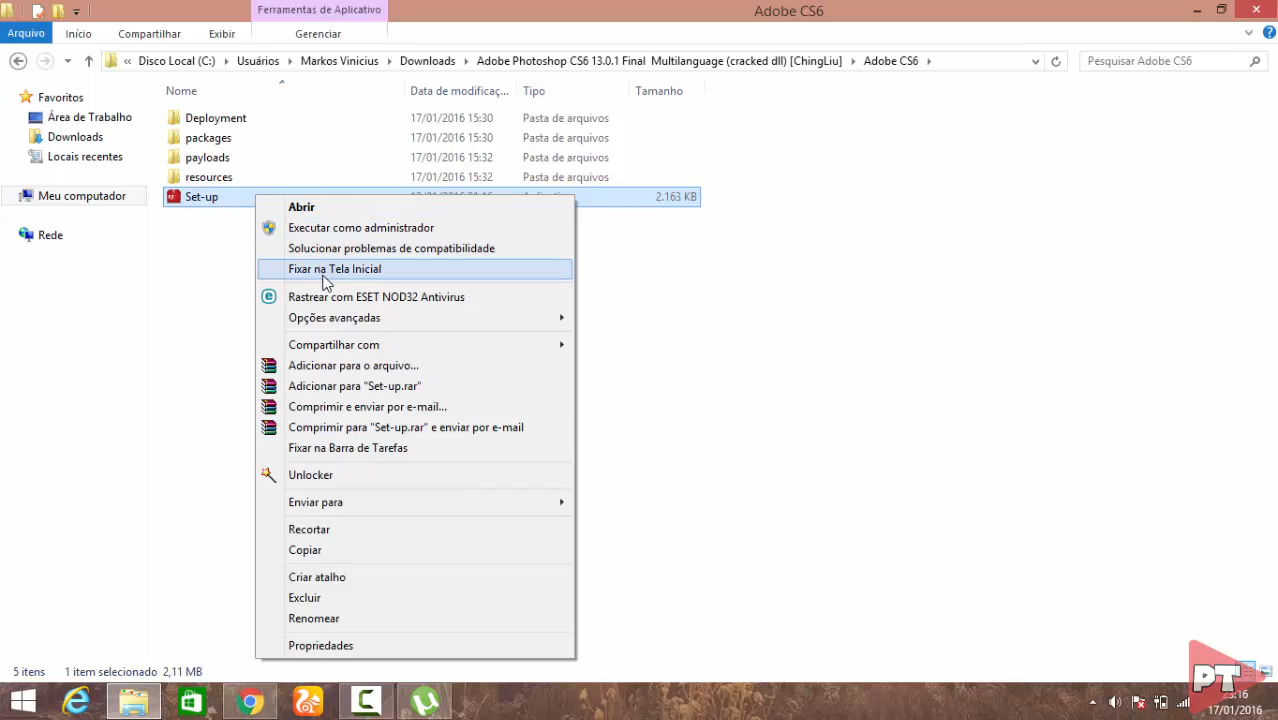 Ferramentas de Aplicativo
Adobe CS6
Arquivo
Início
Compartilhar
Exibir
Gerenciar
« Disco Local (C:) › Usuários › Markos Vinicius › Downloads › Adobe Photoshop CS6 13.0.1 Final Multilanguage (cracked dll) [ChingLiu] › Adobe CS6 ›
Pesquisar Adobe CS6
Nome
Data de modificaç...
Tipo
Tamanho
Favoritos
Área de Trabalho
Downloads
Locais recentes
Meu computador
Rede
Deployment 17/01/2016 15:30 Pasta de arquivos
packages 17/01/2016 15:30 Pasta de arquivos
payloads 17/01/2016 15:32 Pasta de arquivos
resources 17/01/2016 15:32 Pasta de arquivos
Set-up 2.163 KB
Abrir
Executar como administrador
Solucionar problemas de compatibilidade
Fixar na Tela Inicial
Rastrear com ESET NOD32 Antivirus
Opções avançadas
Compartilhar com
Adicionar para o arquivo...
Adicionar para "Set-up.rar"
Comprimir e enviar por e-mail...
Comprimir para "Set-up.rar" e enviar por e-mail
Fixar na Barra de Tarefas
Unlocker
Enviar para
Recortar
Copiar
Criar atalho
Excluir
Renomear
Propriedades
5 itens
1 item selecionado 2,11 MB
PT
17/01/2016